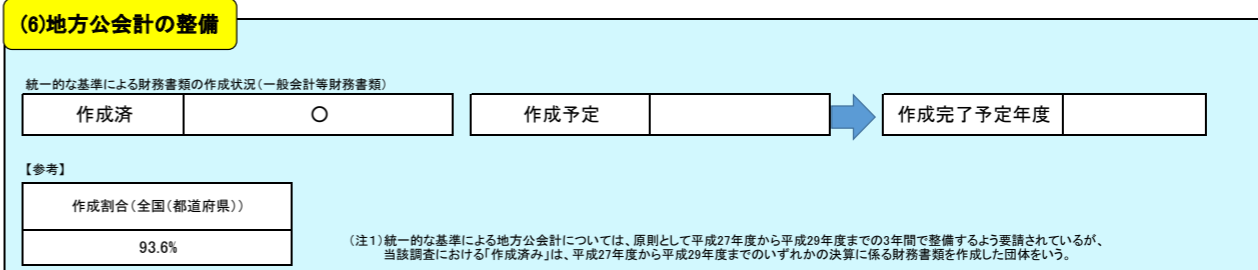 (6)地方公会計の整備
統一的な基準による財務書類の作成状況(一般会計等財務書類)
作成済 ○ 作成予定 作成完了予定年度
【参考】
作成割合(全国(都道府県))
93.6%
(注1)統一的な基準による地方公会計については、原則として平成27年度から平成29年度までの3年間で整備するよう要請されているが、
当該調査における「作成済み」は、平成27年度から平成29年度までのいずれかの決算に係る財務書類を作成した団体をいう。